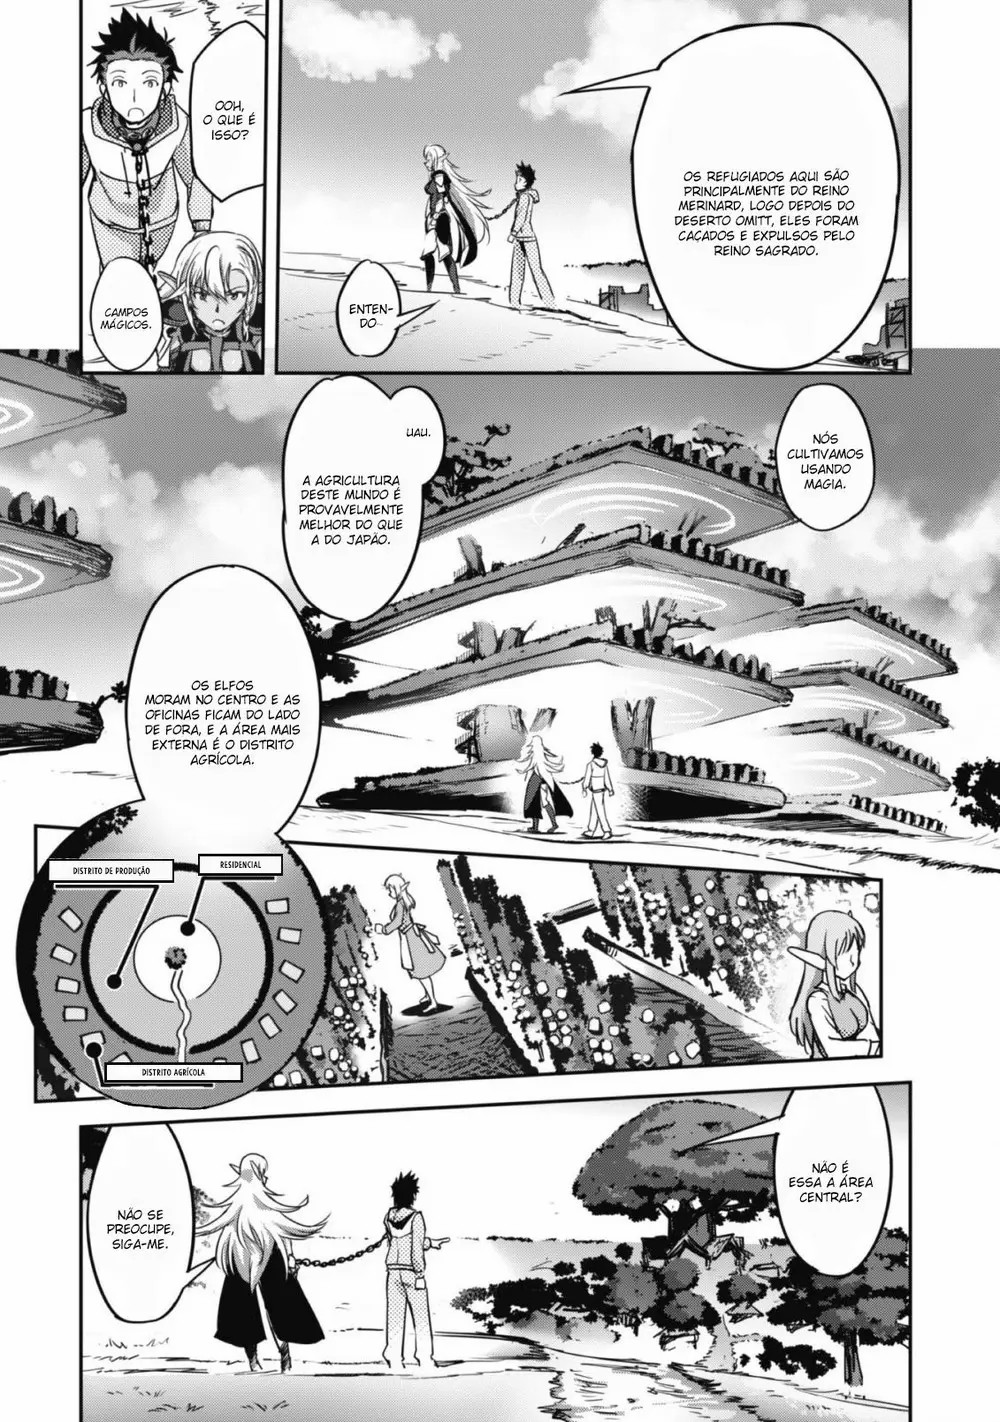 OS REFUGIADOS AQUI SÃO
PRINCIPALMENTE DO REINO
MERINARD, LOGO DEPOIS DO
DESERTO OMITT, ELES FORAM
CAÇADOS E EXPULSOS PELO
REINO SAGRADO.
ENTEN-
DO...
OOH,
O QUE É
ISSO?
CAMPOS
MÁGICOS.
NÓS
CULTIVAMOS
USANDO
MAGIA.
UAU.
A AGRICULTURA
DESTE MUNDO É
PROVAVELMENTE
MELHOR DO QUE
A DO JAPÃO.
OS ELFOS
MORAM NO CENTRO E AS
OFICINAS FICAM DO LADO
DE FORA, E A ÁREA MAIS
EXTERNA É O DISTRITO
AGRÍCOLA.
RESIDENCIAL
DISTRITO DE PRODUÇÃO
DISTRITO AGRÍCOLA
NÃO É
ESSA A ÁREA
CENTRAL?
NÃO SE
PREOCUPE,
SIGA-ME.